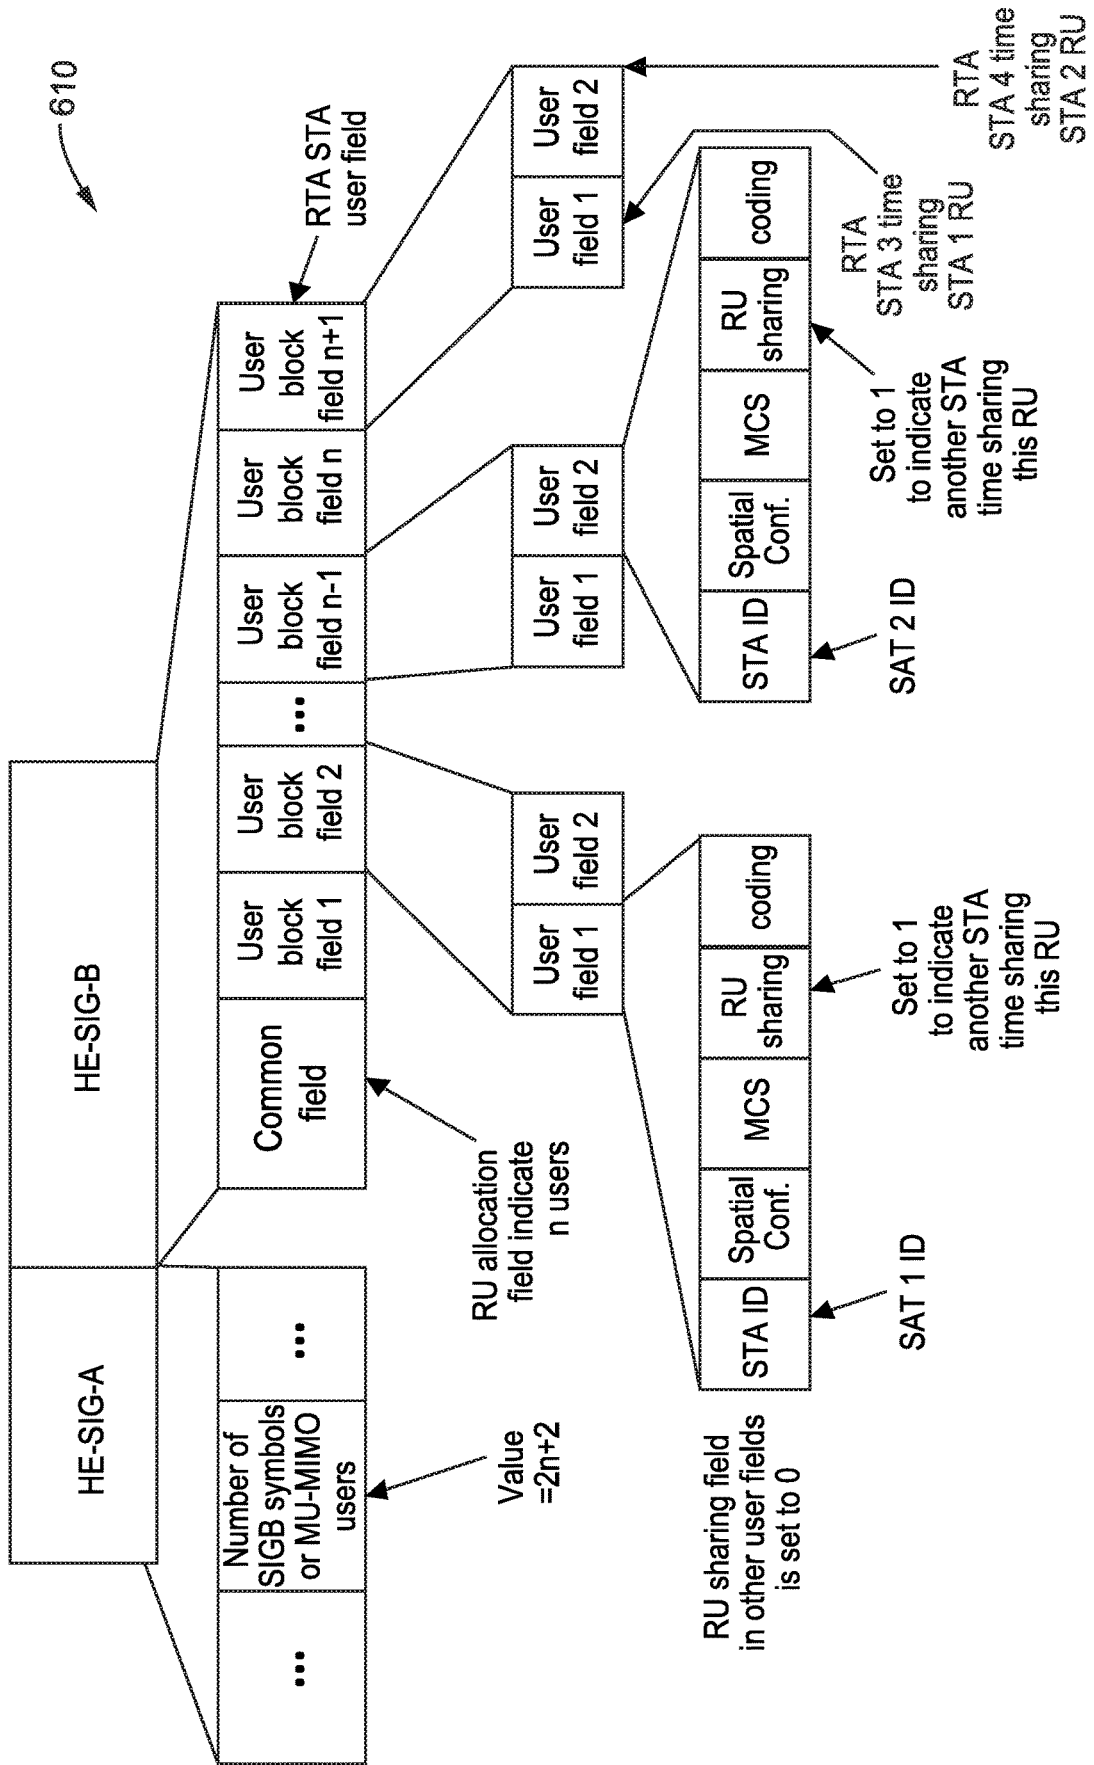 610
HE-SIG-A
HE-SIG-B
...
Number of
SIGB symbols
or MU-MIMO
users
...
Common
field
User
block
field 1
User
block
field 2
...
User
block
field n-1
User
block
field n
User
block
field n+1
RTA STA
user field
Value
=2n+2
RU allocation
field indicate
n users
User
field 1
User
field 2
User
field 1
User
field 2
User
field 1
User
field 2
RU sharing field
in other user fields
is set to 0
STA ID
Spatial
Conf.
MCS
RU
sharing
coding
STA ID
Spatial
Conf.
MCS
RU
sharing
coding
SAT 1 ID
Set to 1
to indicate
another STA
time sharing
this RU
SAT 2 ID
Set to 1
to indicate
another STA
time sharing
this RU
RTA
STA 3 time
sharing
STA 1 RU
RTA
STA 4 time
sharing
STA 2 RU